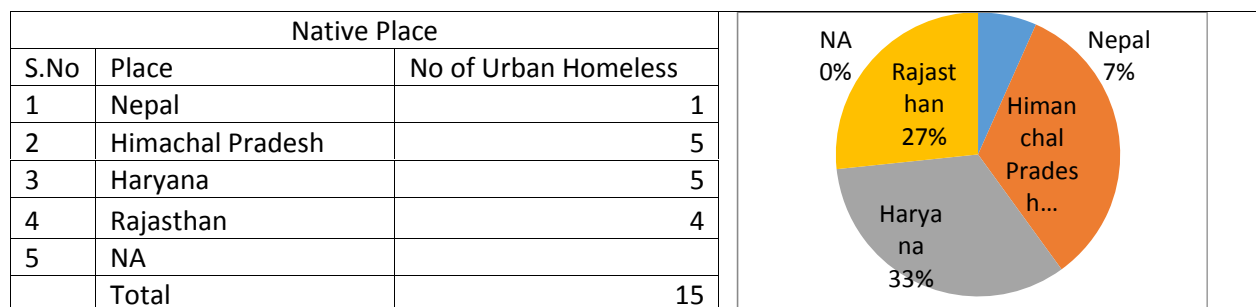 Native Place
S.No Place No of Urban Homeless
1 Nepal 1
2 Himachal Pradesh 5
3 Haryana 5
4 Rajasthan 4
5 NA
Total 15
NA
0%
Rajast
han
27%
Nepal
7%
Himan
chal
Prades
h...
Harya
na
33%